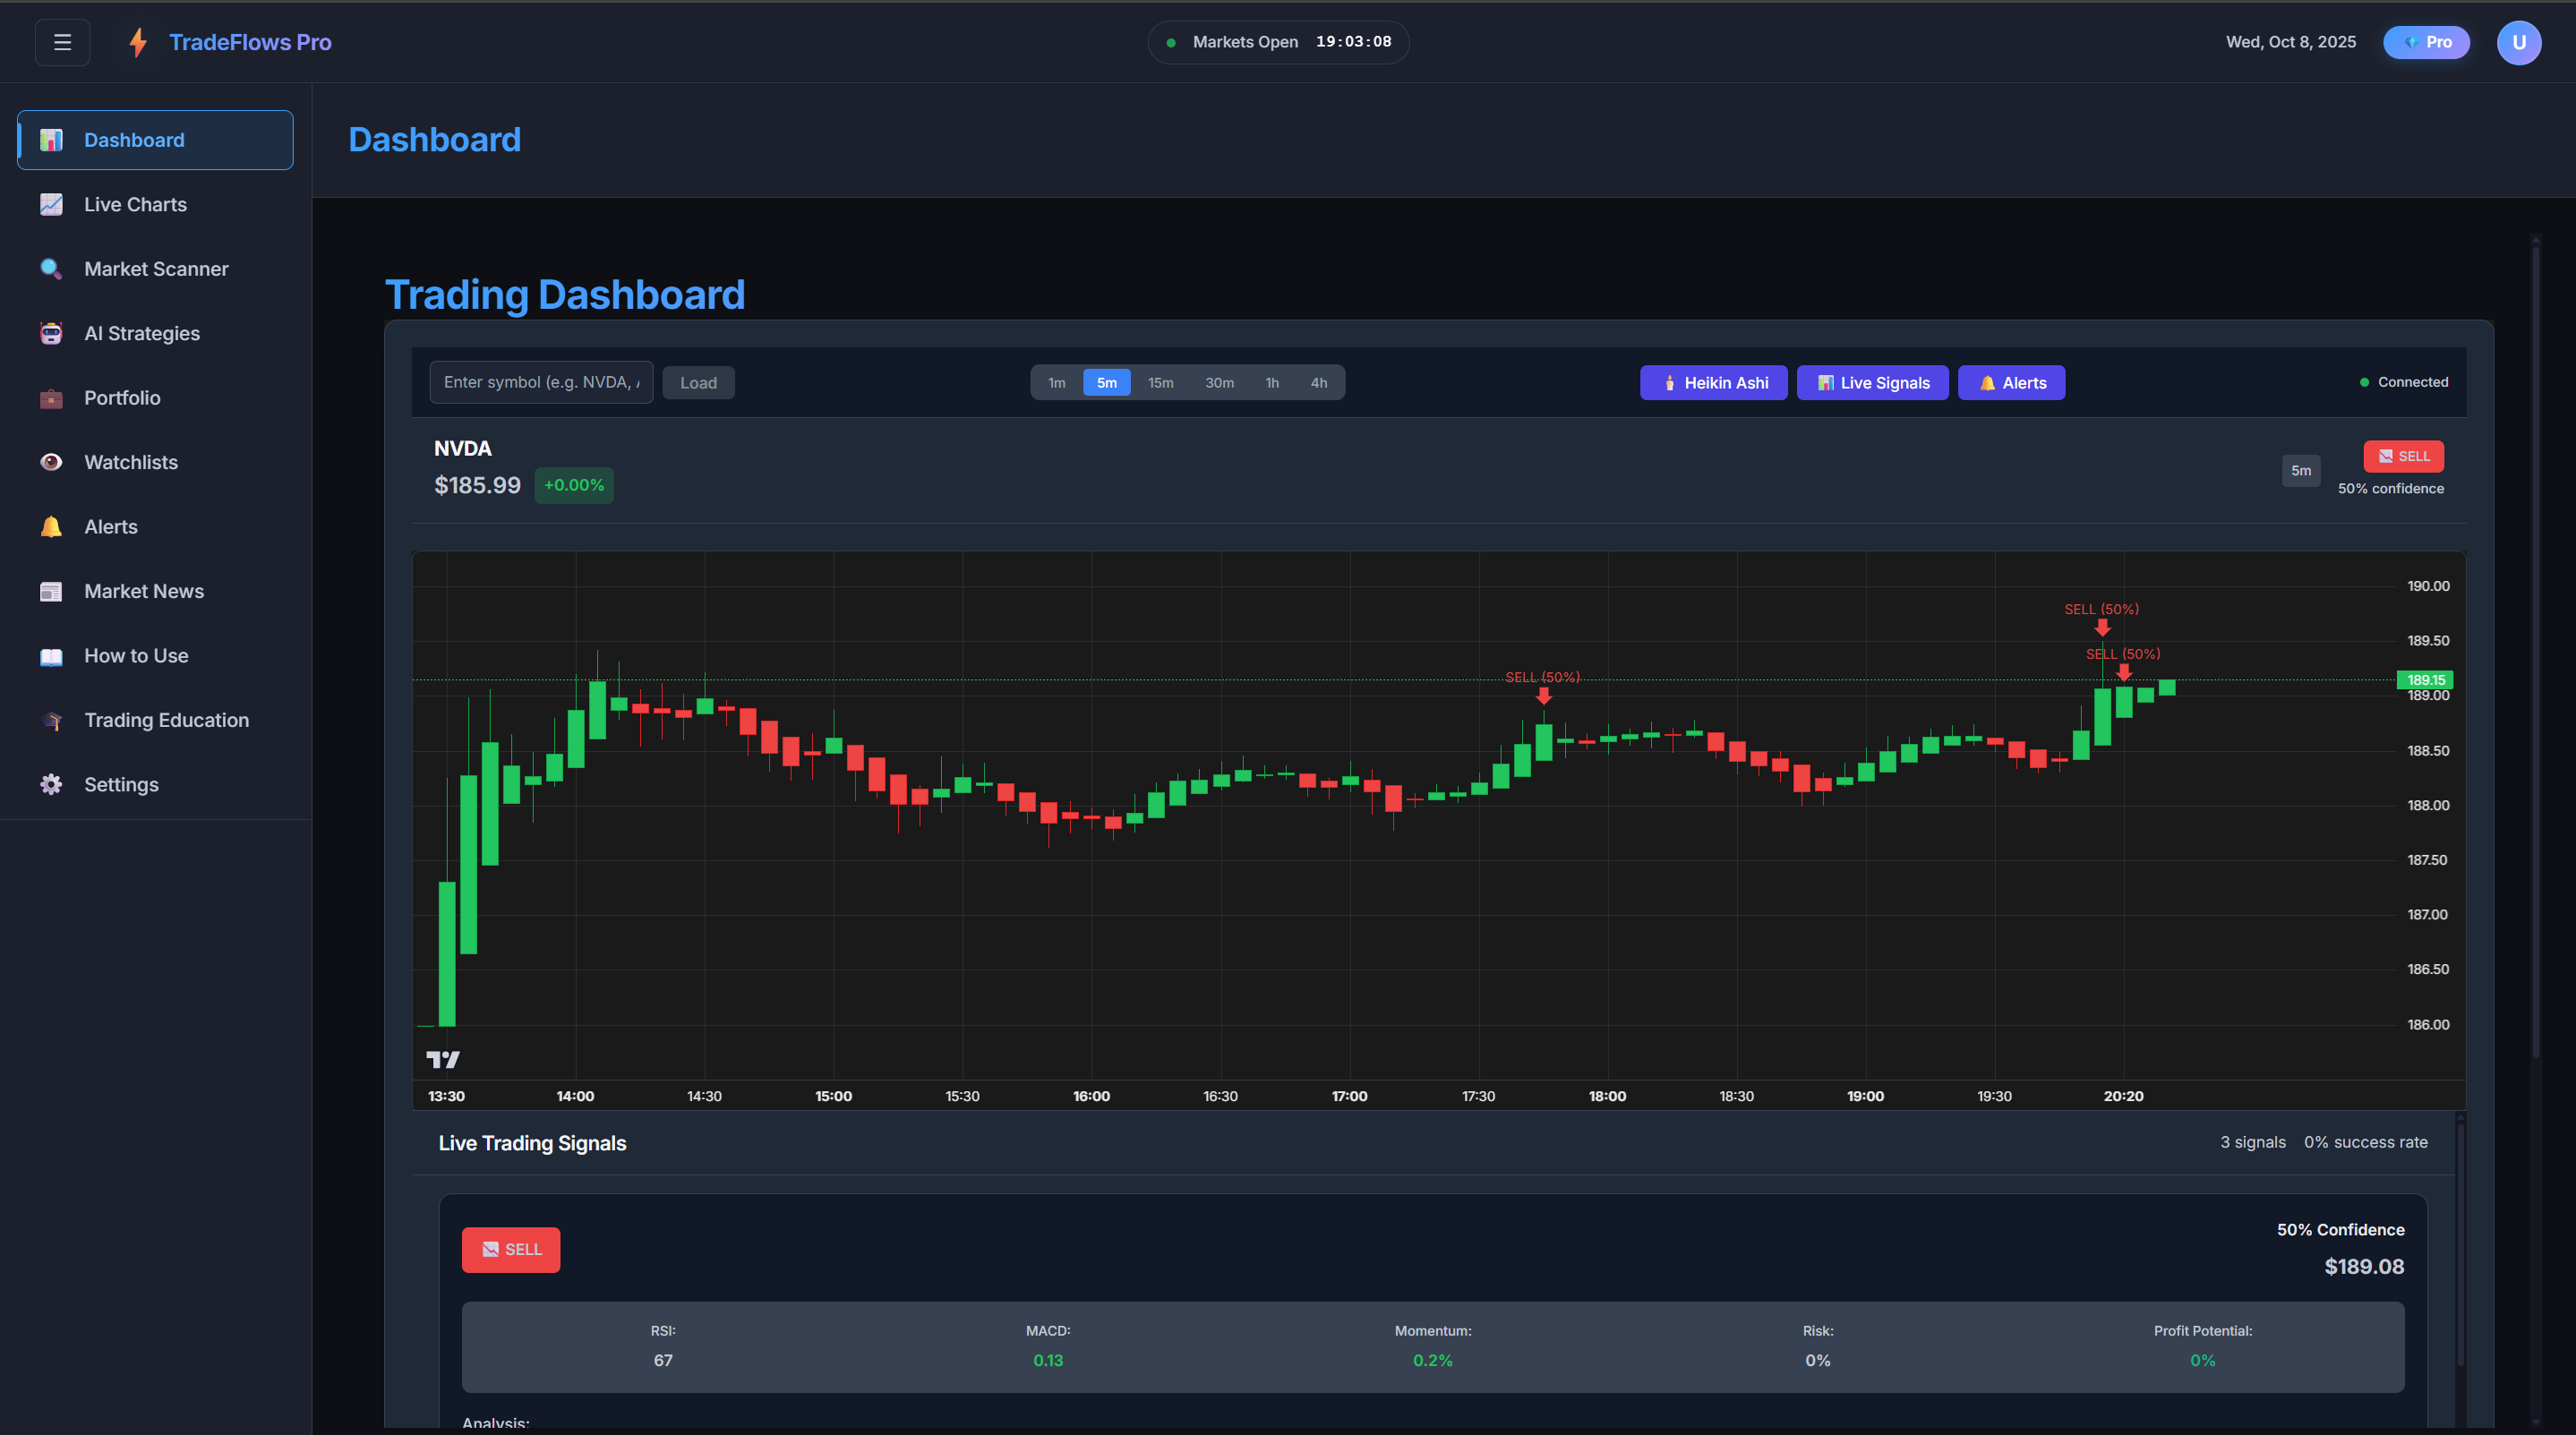 ☰
TradeFlows Pro
Markets Open 19:03:08
Wed, Oct 8, 2025
Pro
U
Dashboard
Live Charts
Market Scanner
AI Strategies
Portfolio
Watchlists
Alerts
Market News
How to Use
Trading Education
Settings
Dashboard
Trading Dashboard
Enter symbol (e.g. NVDA, 
Load
1m 5m 15m 30m 1h 4h
Heikin Ashi
Live Signals
Alerts
Connected
NVDA
$185.99 +0.00%
5m
SELL
50% confidence
SELL (50%)
SELL (50%)
SELL (50%)
190.00
189.50
189.15
189.00
188.50
188.00
187.50
187.00
186.50
186.00
13:30 14:00 14:30 15:00 15:30 16:00 16:30 17:00 17:30 18:00 18:30 19:00 19:30 20:20
Live Trading Signals
3 signals 0% success rate
SELL
50% Confidence
$189.08
RSI: MACD: Momentum: Risk: Profit Potential:
67 0.13 0.2% 0% 0%
Analysis: